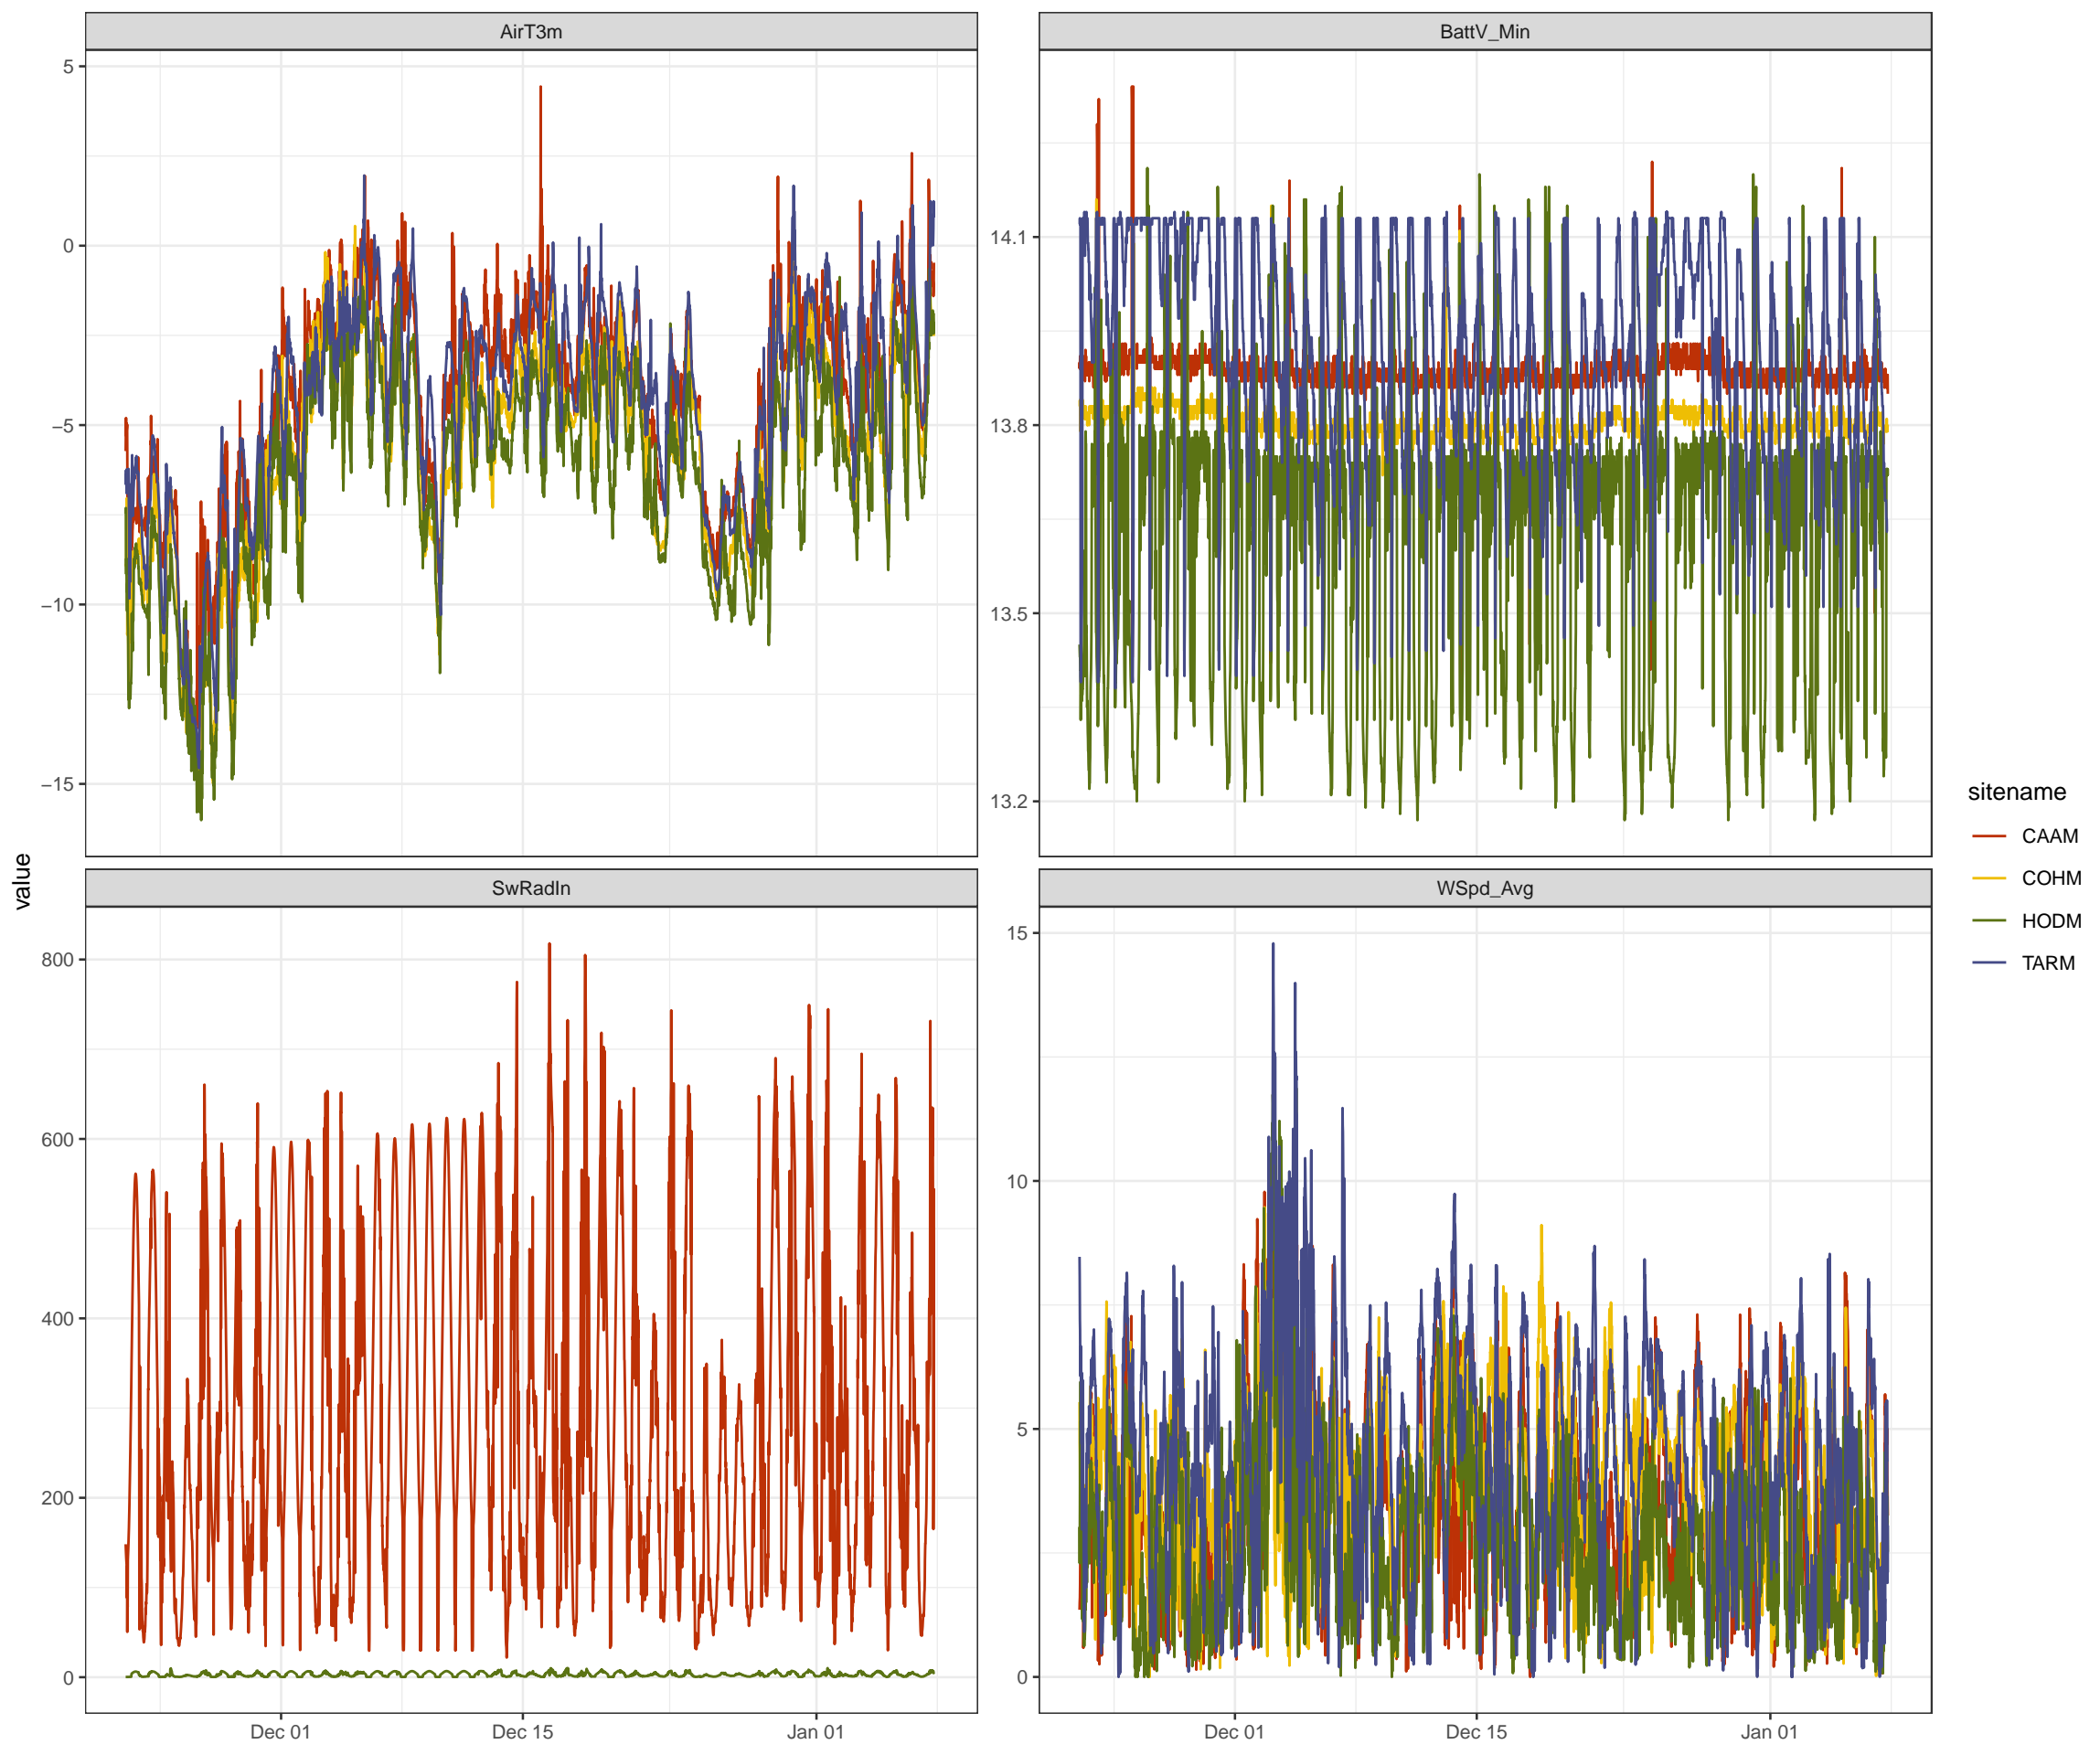 AirT3m
BattV_Min
5
0
−5
−10
−15
14.1
13.8
13.5
13.2
value
SwRadIn
WSpd_Avg
800
600
400
200
0
15
10
5
0
Dec 01
Dec 15
Jan 01
Dec 01
Dec 15
Jan 01
sitename
CAAM
COHM
HODM
TARM